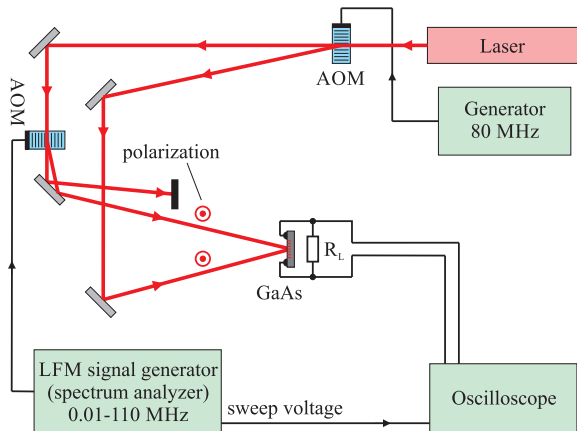 Laser
AOM
Generator
80 MHz
AOM
polarization
R_L
GaAs
LFM signal generator
(spectrum analyzer)
0.01-110 MHz
sweep voltage
Oscilloscope